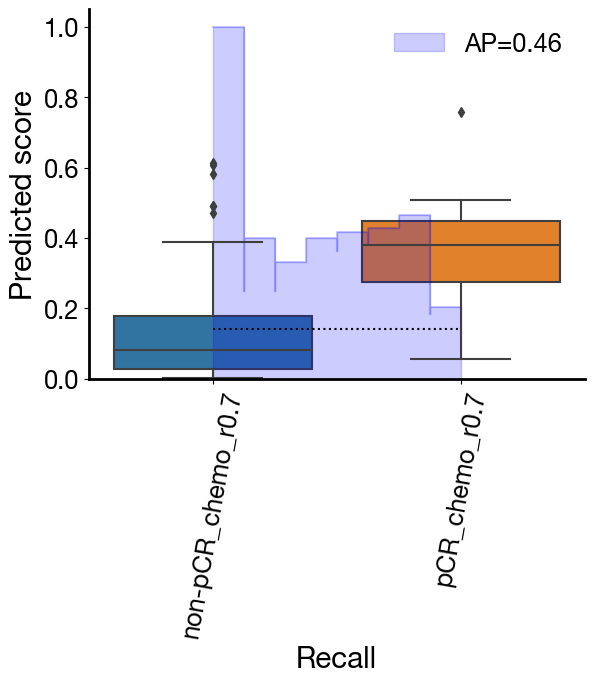 1.0
0.8
0.6
0.4
0.2
0.0
Predicted score
AP=0.46
non-pCR_chemo_r0.7
pCR_chemo_r0.7
Recall